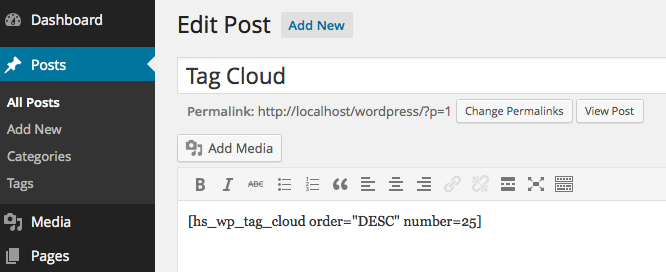 Dashboard
Posts
All Posts
Add New
Categories
Tags
Media
Pages
Edit Post Add New
Tag Cloud
Permalink: http://localhost/wordpress/?p=1 Change Permalinks View Post
Add Media
B I ABC
[hs_wp_tag_cloud order="DESC" number=25]